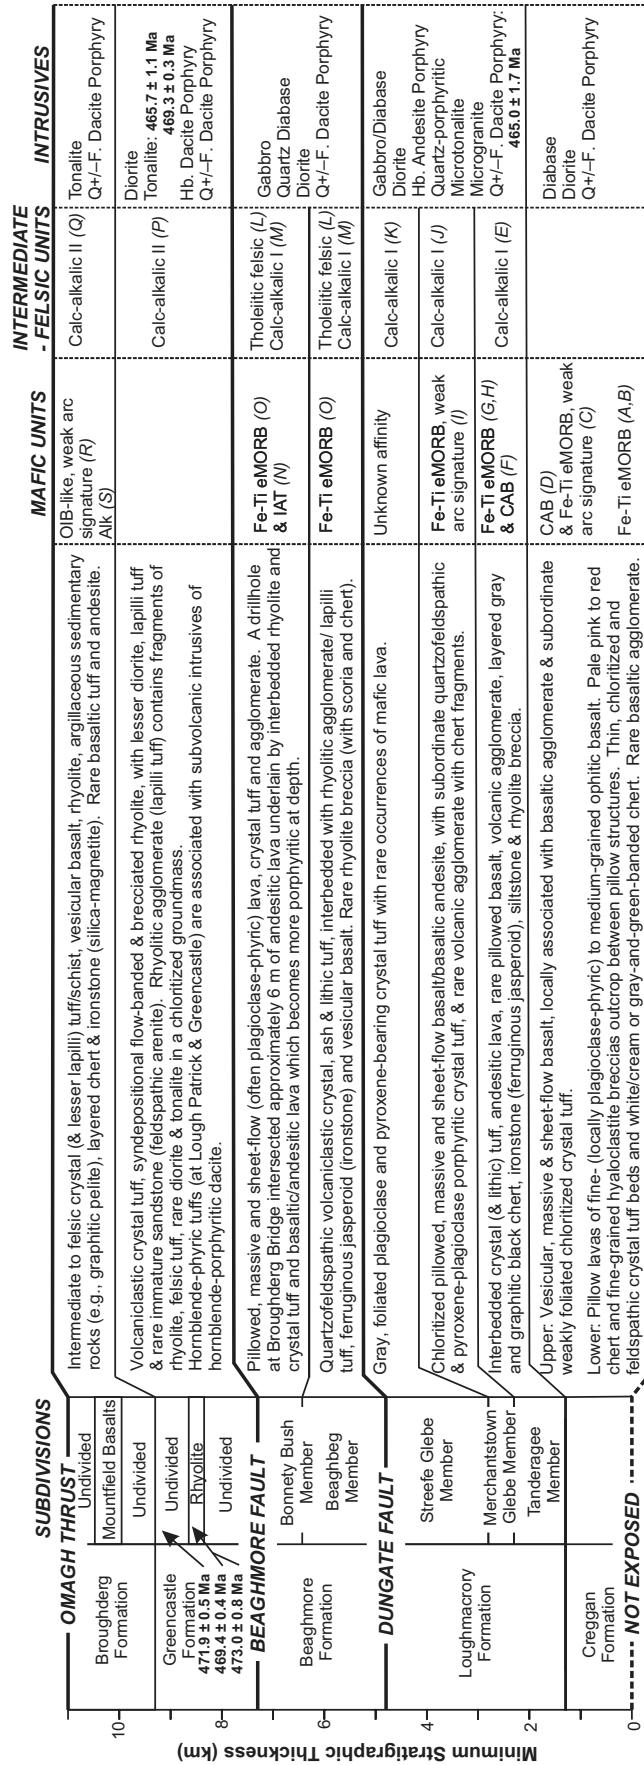 SUBDIVISIONS
MAFIC UNITS
INTERMEDIATE
- FELSIC UNITS
INTRUSIVES
OMAGH THRUST
Broughderg
Formation
Undivided
Mountfield Basalts
Undivided
Intermediate to felsic crystal (& lesser lapilli) tuff/schist, vesicular basalt, rhyolite, argillaceous sedimentary
rocks (e.g., graphitic pelite), layered chert & ironstone (silica-magnetite). Rare basaltic tuff and andesite.
OIB-like, weak arc
signature (R)
Alk (S)
Calc-alkalic II (Q)
Tonalite
Q+/–F. Dacite Porphyry
Greencastle
Formation
471.9 ± 0.5 Ma
469.4 ± 0.4 Ma
473.0 ± 0.8 Ma
Undivided
Rhyolite
Undivided
Volcaniclastic crystal tuff, syndepositional flow-banded & brecciated rhyolite, with lesser diorite, lapilli tuff
& rare immature sandstone (feldspathic arenite). Rhyolitic agglomerate (lapilli tuff) contains fragments of
rhyolite, felsic tuff, rare diorite & tonalite in a chloritized groundmass.
Hornblende-phyric tuffs (at Lough Patrick & Greencastle) are associated with subvolcanic intrusives of
hornblende-porphyritic dacite.
Calc-alkalic II (P)
Diorite
Tonalite: 465.7 ± 1.1 Ma
469.3 ± 0.3 Ma
Hb. Dacite Porphyry
Q+/–F. Dacite Porphyry
BEAGHMORE FAULT
Beaghmore
Formation
Bonnety Bush
Member
Pillowed, massive and sheet-flow (often plagioclase-phyric) lava, crystal tuff and agglomerate. A drillhole
at Broughderg Bridge intersected approximately 6 m of andesitic lava underlain by interbedded rhyolite and
crystal tuff and basaltic/andesitic lava which becomes more porphyritic at depth.
Fe-Ti eMORB (O)
& IAT (N)
Tholeiitic felsic (L)
Calc-alkalic I (M)
Gabbro
Quartz Diabase
Diorite
Q+/–F. Dacite Porphyry
Beaghbeg
Member
Quartzofeldspathic volcaniclastic crystal, ash & lithic tuff, interbedded with rhyolitic agglomerate/ lapilli
tuff, ferruginous jasperoid (ironstone) and vesicular basalt. Rare rhyolite breccia (with scoria and chert).
Fe-Ti eMORB (O)
Tholeiitic felsic (L)
Calc-alkalic I (M)
DUNGATE FAULT
Loughmacrory
Formation
Gray, foliated plagioclase and pyroxene-bearing crystal tuff with rare occurrences of mafic lava.
Unknown affinity
Calc-alkalic I (K)
Gabbro/Diabase
Diorite
Hb. Andesite Porphyry
Quartz-porphyritic
Microtonalite
Microgranite
Q+/–F. Dacite Porphyry:
465.0 ± 1.7 Ma
Streefe Glebe
Member
Chloritized pillowed, massive and sheet-flow basalt/basaltic andesite, with subordinate quartzofeldspathic
& pyroxene-plagioclase porphyritic crystal tuff, & rare volcanic agglomerate with chert fragments.
Fe-Ti eMORB, weak
arc signature (I)
Calc-alkalic I (J)
Merchantstown
Glebe Member
Interbedded crystal (& lithic) tuff, andesitic lava, rare pillowed basalt, volcanic agglomerate, layered gray
and graphitic black chert, ironstone (ferruginous jasperoid), siltstone & rhyolite breccia.
Fe-Ti eMORB (G,H)
& CAB (F)
Calc-alkalic I (E)
Tanderagee
Member
Upper: Vesicular, massive & sheet-flow basalt, locally associated with basaltic agglomerate & subordinate
weakly foliated chloritized crystal tuff.
CAB (D)
& Fe-Ti eMORB, weak
arc signature (C)
Diabase
Diorite
Q+/–F. Dacite Porphyry
Creggan
Formation
Lower: Pillow lavas of fine- (locally plagioclase-phyric) to medium-grained ophitic basalt. Pale pink to red
chert and fine-grained hyaloclastite breccias outcrop between pillow structures. Thin, chloritized and
feldspathic crystal tuff beds and white/cream or gray-and-green-banded chert. Rare basaltic agglomerate.
Fe-Ti eMORB (A,B)
NOT EXPOSED
Minimum Stratigraphic Thickness (km)
10
8
6
4
2
0